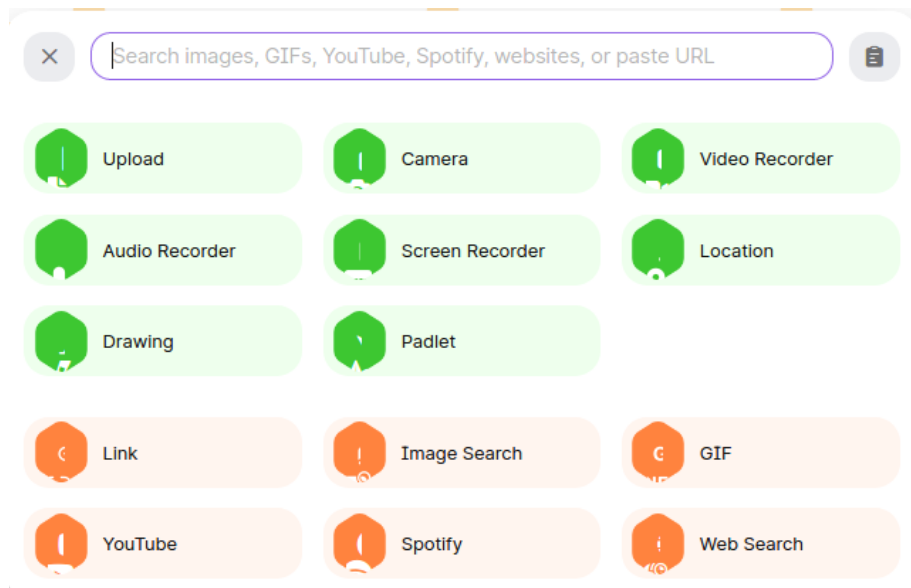 Search images, GIFs, YouTube, Spotify, websites, or paste URL
Upload
Camera
Video Recorder
Audio Recorder
Screen Recorder
Location
Drawing
Padlet
Link
Image Search
GIF
YouTube
Spotify
Web Search